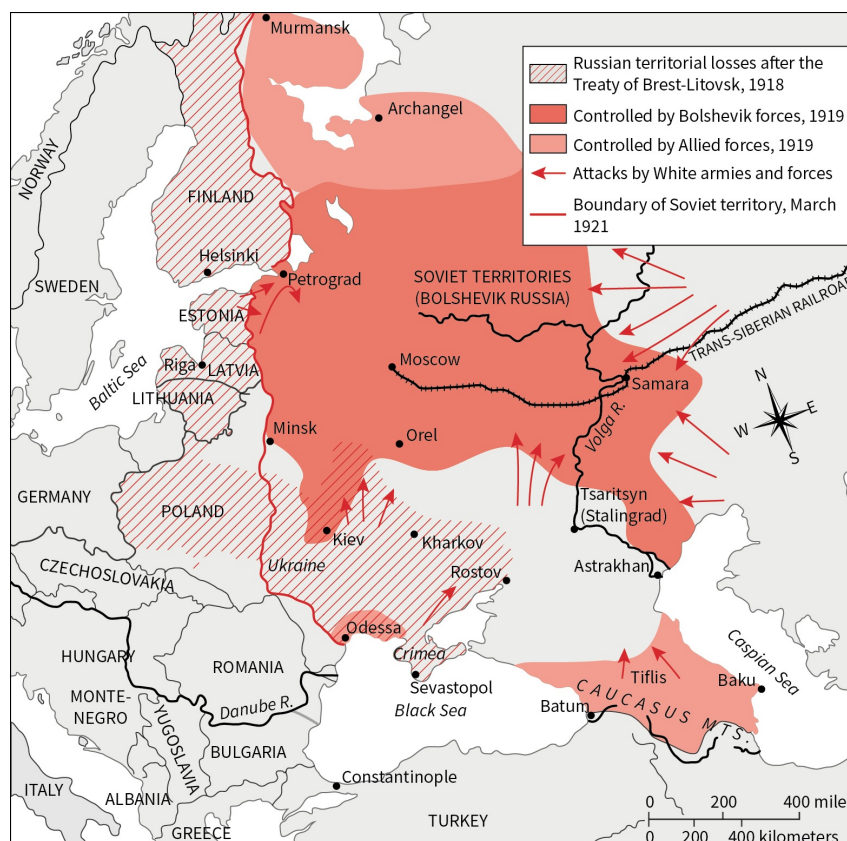 Murmansk
Russian territorial losses after the
Treaty of Brest-Litovsk, 1918
Controlled by Bolshevik forces, 1919
Controlled by Allied forces, 1919
Attacks by White armies and forces
Boundary of Soviet territory, March
1921
Archangel
NORWAY
FINLAND
Helsinki
SWEDEN
Petrograd
SOVIET TERRITORIES
(BOLSHEVIK RUSSIA)
TRANS-SIBERIAN RAILROAD
ESTONIA
Baltic Sea
Riga
LATVIA
LITHUANIA
Moscow
Samara
Volga R.
N
E
W
S
Minsk
Orel
GERMANY
POLAND
Tsaritsyn
(Stalingrad)
Kiev
Kharkov
Ukraine
CZECHOSLOVAKIA
Rostov
Astrakhan
Odessa
Crimea
HUNGARY
ROMANIA
Sevastopol
Black Sea
Tiflis
Baku
Caspian Sea
MONTE-
NEGRO
YUGOSLAVIA
Danube R.
Batum
CAUCASUS MTS.
BULGARIA
ITALY
ALBANIA
Constantinople
TURKEY
GREECE
0 200 400 mile
0 200 400 kilometers